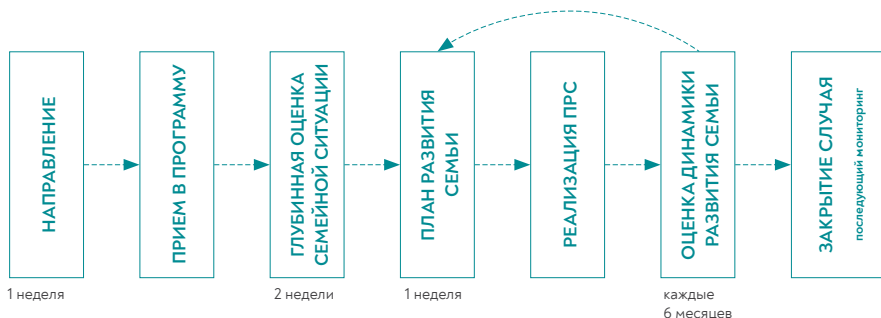 НАПРАВЛЕНИЕ
1 неделя
ПРИЕМ В ПРОГРАММУ
ГЛУБИННАЯ ОЦЕНКА
СЕМЕЙНОЙ СИТУАЦИИ
2 недели
ПЛАН РАЗВИТИЯ
СЕМЬИ
1 неделя
РЕАЛИЗАЦИЯ ПРС
ОЦЕНКА ДИНАМИКИ
РАЗВИТИЯ СЕМЬИ
каждые
6 месяцев
ЗАКРЫТИЕ СЛУЧАЯ
последующий мониторинг